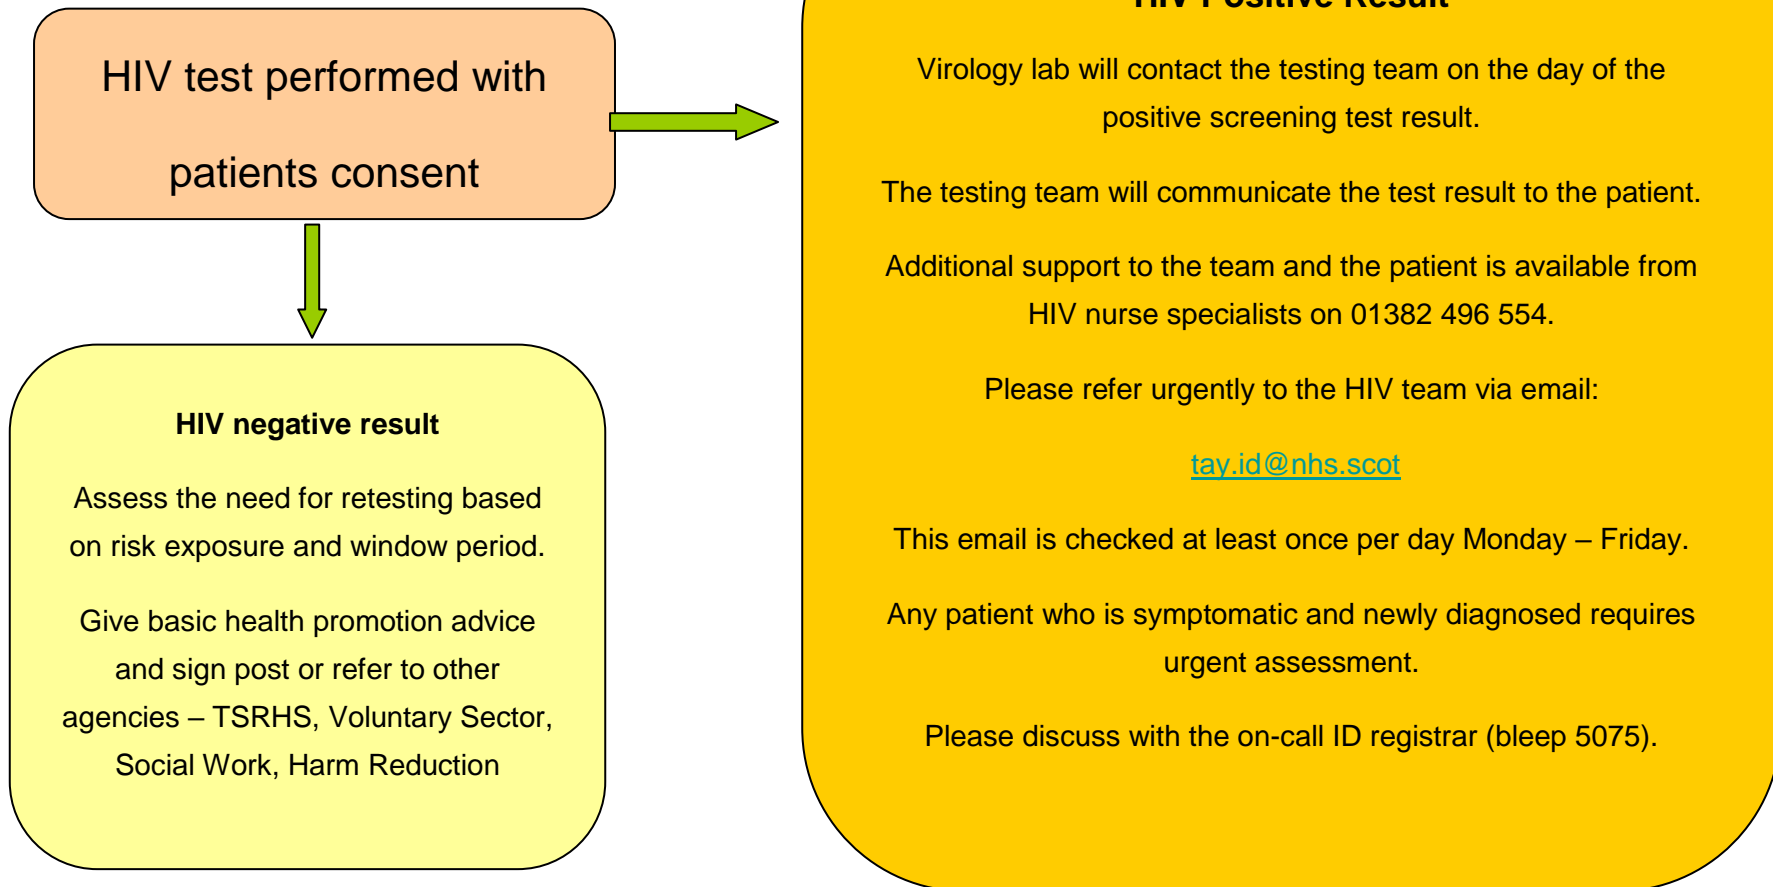 HIV test performed with
patients consent
HIV negative result
Assess the need for retesting based
on risk exposure and window period.
Give basic health promotion advice
and sign post or refer to other
agencies – TSRHS, Voluntary Sector,
Social Work, Harm Reduction
HIV Positive Result
Virology lab will contact the testing team on the day of the
positive screening test result.
The testing team will communicate the test result to the patient.
Additional support to the team and the patient is available from
HIV nurse specialists on 01382 496 554.
Please refer urgently to the HIV team via email:
tay.id@nhs.scot
This email is checked at least once per day Monday – Friday.
Any patient who is symptomatic and newly diagnosed requires
urgent assessment.
Please discuss with the on-call ID registrar (bleep 5075).